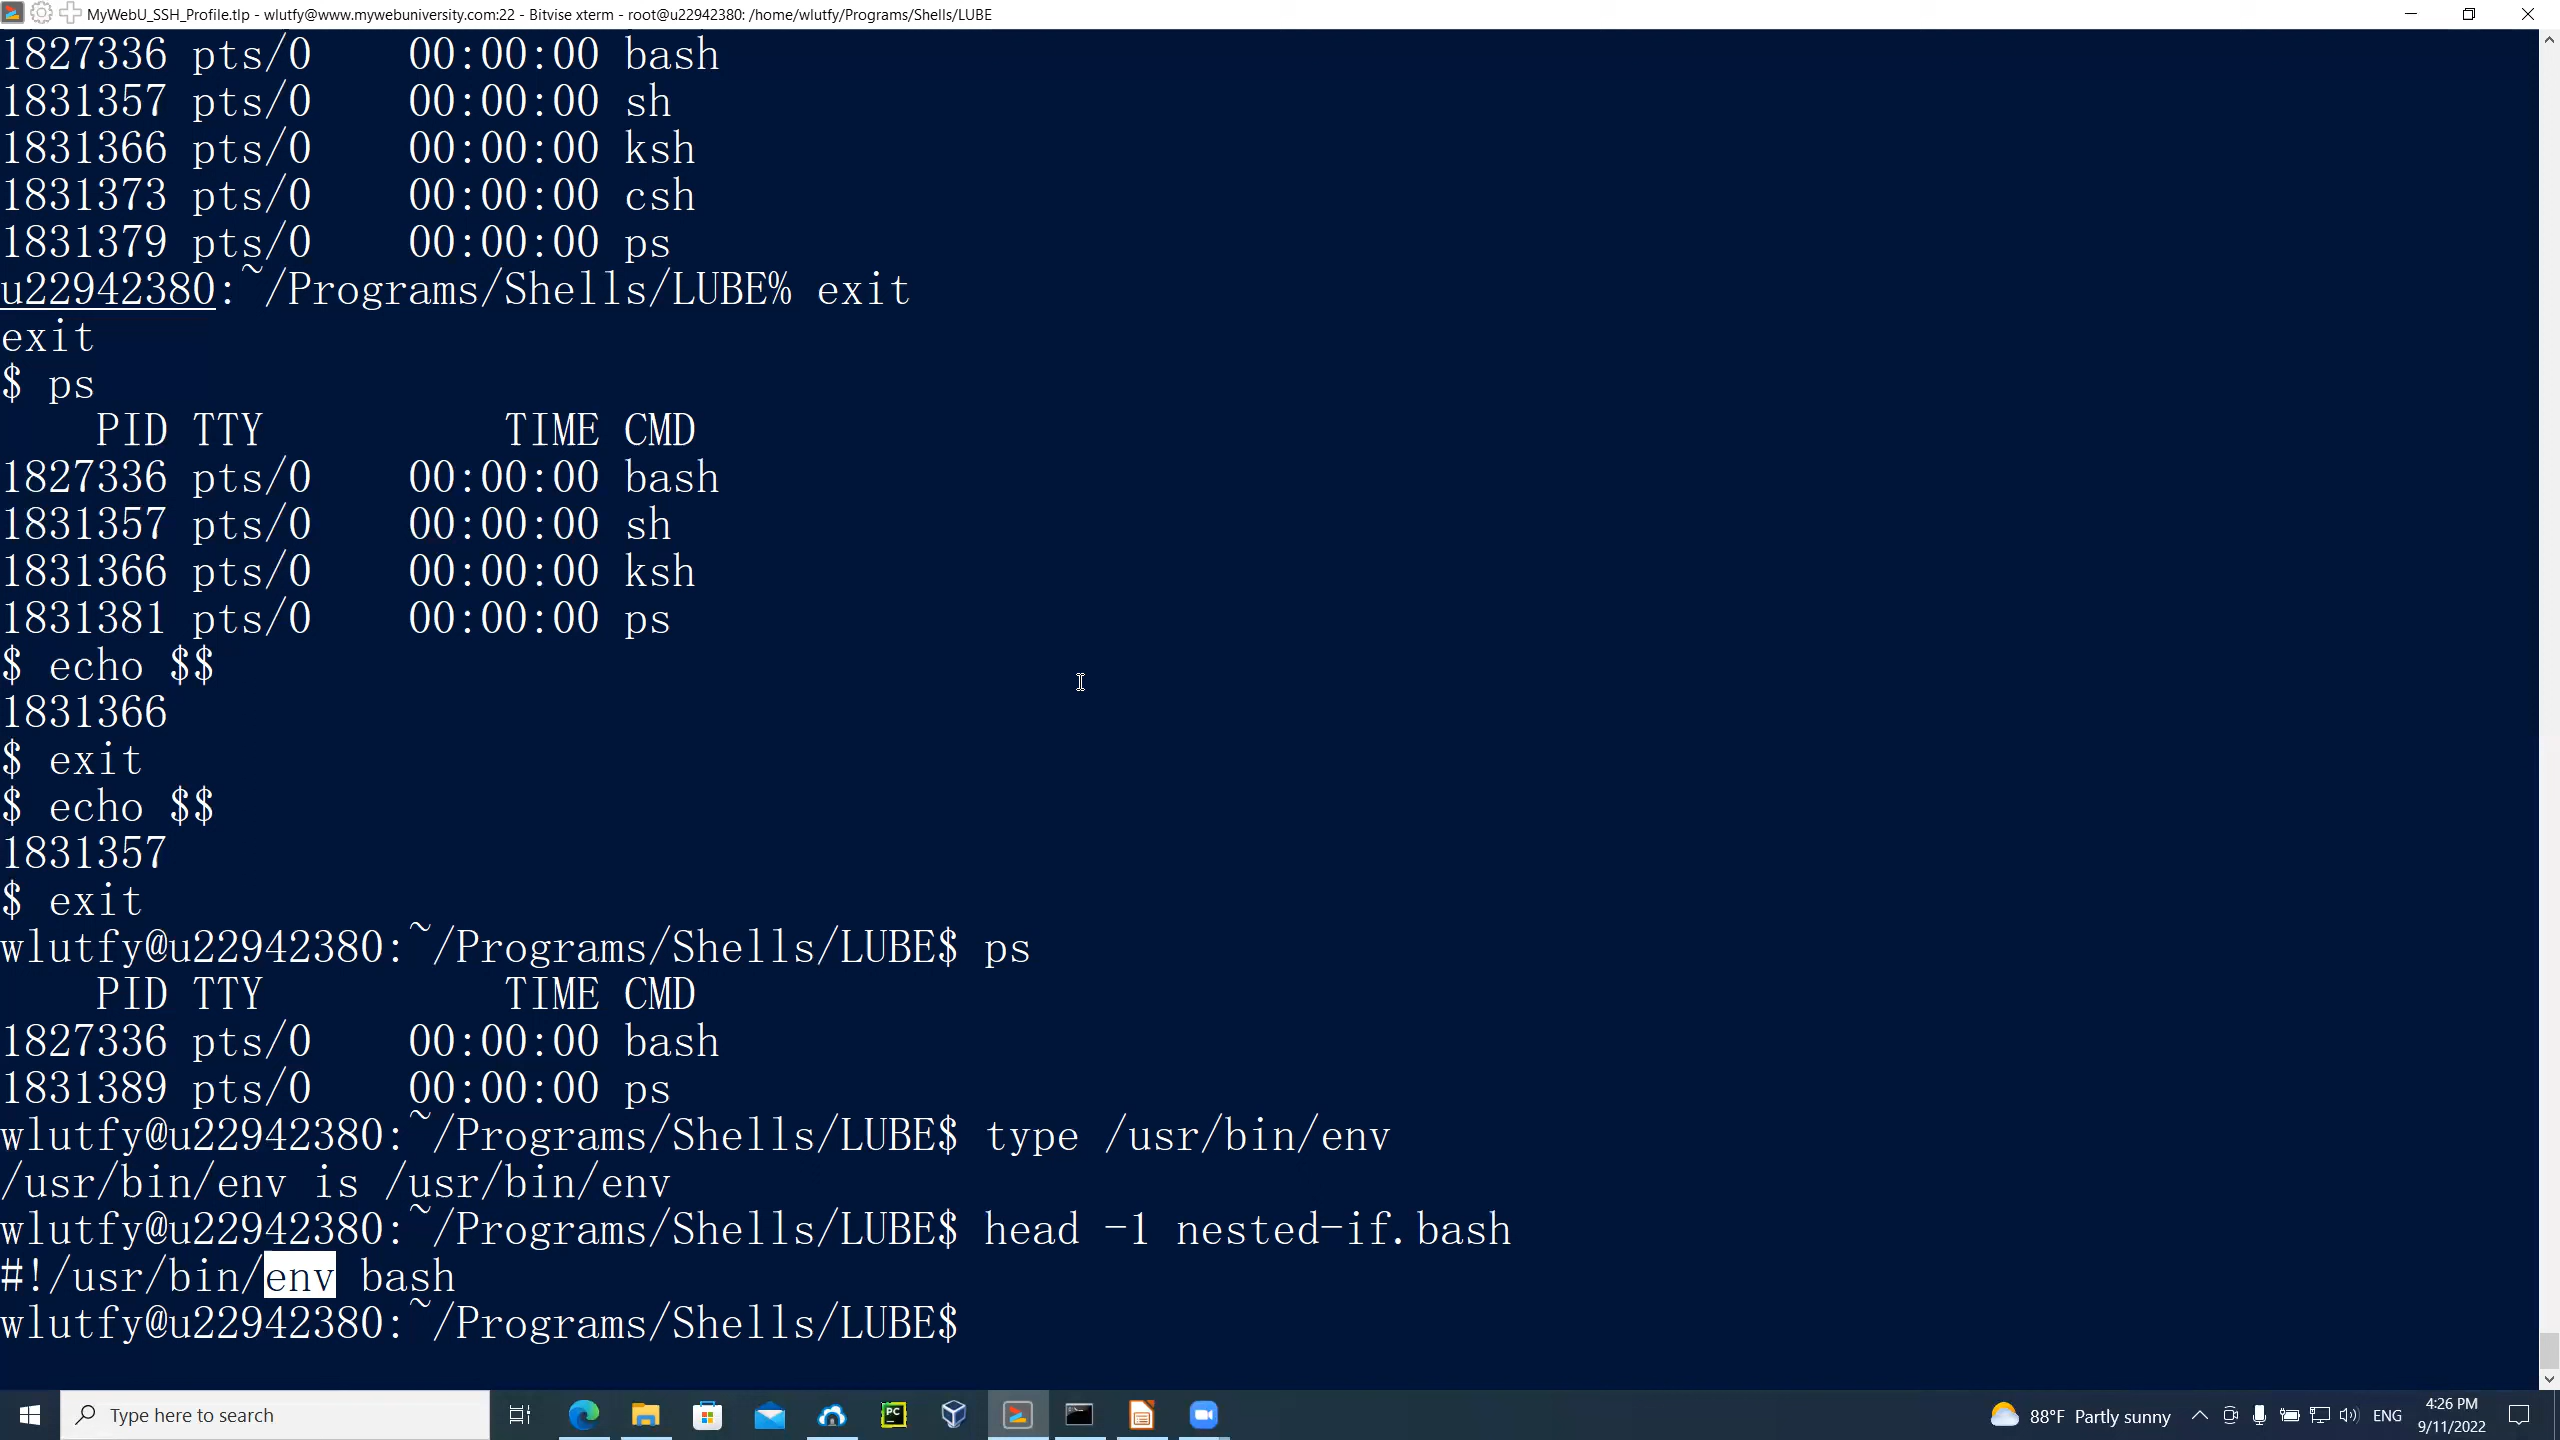 MyWebU_SSH_Profile.tlp - wlutfy@www.mywebuniversity.com:22 - Bitvise xterm - root@u22942380: /home/wlutfy/Programs/Shells/LUBE
1827336 pts/0    00:00:00 bash
1831357 pts/0    00:00:00 sh
1831366 pts/0    00:00:00 ksh
1831373 pts/0    00:00:00 csh
1831379 pts/0    00:00:00 ps
u22942380:~/Programs/Shells/LUBE% exit
exit
$ ps
    PID TTY          TIME CMD
1827336 pts/0    00:00:00 bash
1831357 pts/0    00:00:00 sh
1831366 pts/0    00:00:00 ksh
1831381 pts/0    00:00:00 ps
$ echo $$
1831366
$ exit
$ echo $$
1831357
$ exit
wlutfy@u22942380:~/Programs/Shells/LUBE$ ps
    PID TTY          TIME CMD
1827336 pts/0    00:00:00 bash
1831389 pts/0    00:00:00 ps
wlutfy@u22942380:~/Programs/Shells/LUBE$ type /usr/bin/env
/usr/bin/env is /usr/bin/env
wlutfy@u22942380:~/Programs/Shells/LUBE$ head -1 nested-if.bash
#!/usr/bin/env bash
wlutfy@u22942380:~/Programs/Shells/LUBE$
Type here to search
PC
88°F Partly sunny
ENG
4:26 PM
9/11/2022